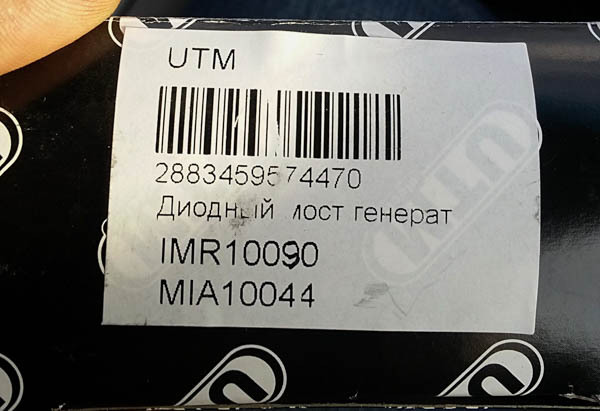 UTM
2883459574470
Диодный мост генерат
IMR10090
MIA10044